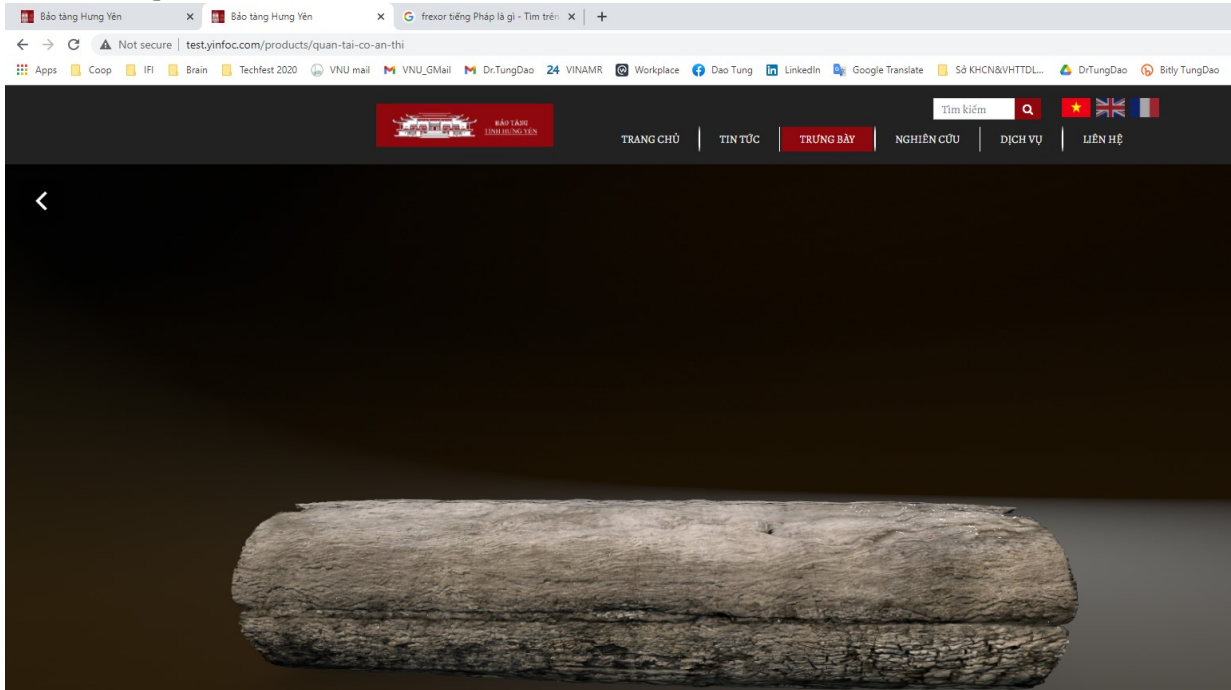 Bảo tàng Hưng Yên
Bảo tàng Hưng Yên
frexor tiếng Pháp là gì - Tìm trên
Not secure | test.yinfoc.com/products/quan-tai-co-an-thi
Apps Coop IFI Brain Techfest 2020 VNU mail VNU_GMail Dr.TungDao 24 VINAMR Workplace Dao Tung LinkedIn Google Translate Sở KHCN&VHTTDL... DrTungDao Bitly TungDao
Tìm kiếm
BẢO TÀNG
TỈNH HƯNG YÊN
TRANG CHỦ TIN TỨC TRƯNG BÀY NGHIÊN CỨU DỊCH VỤ LIÊN HỆ